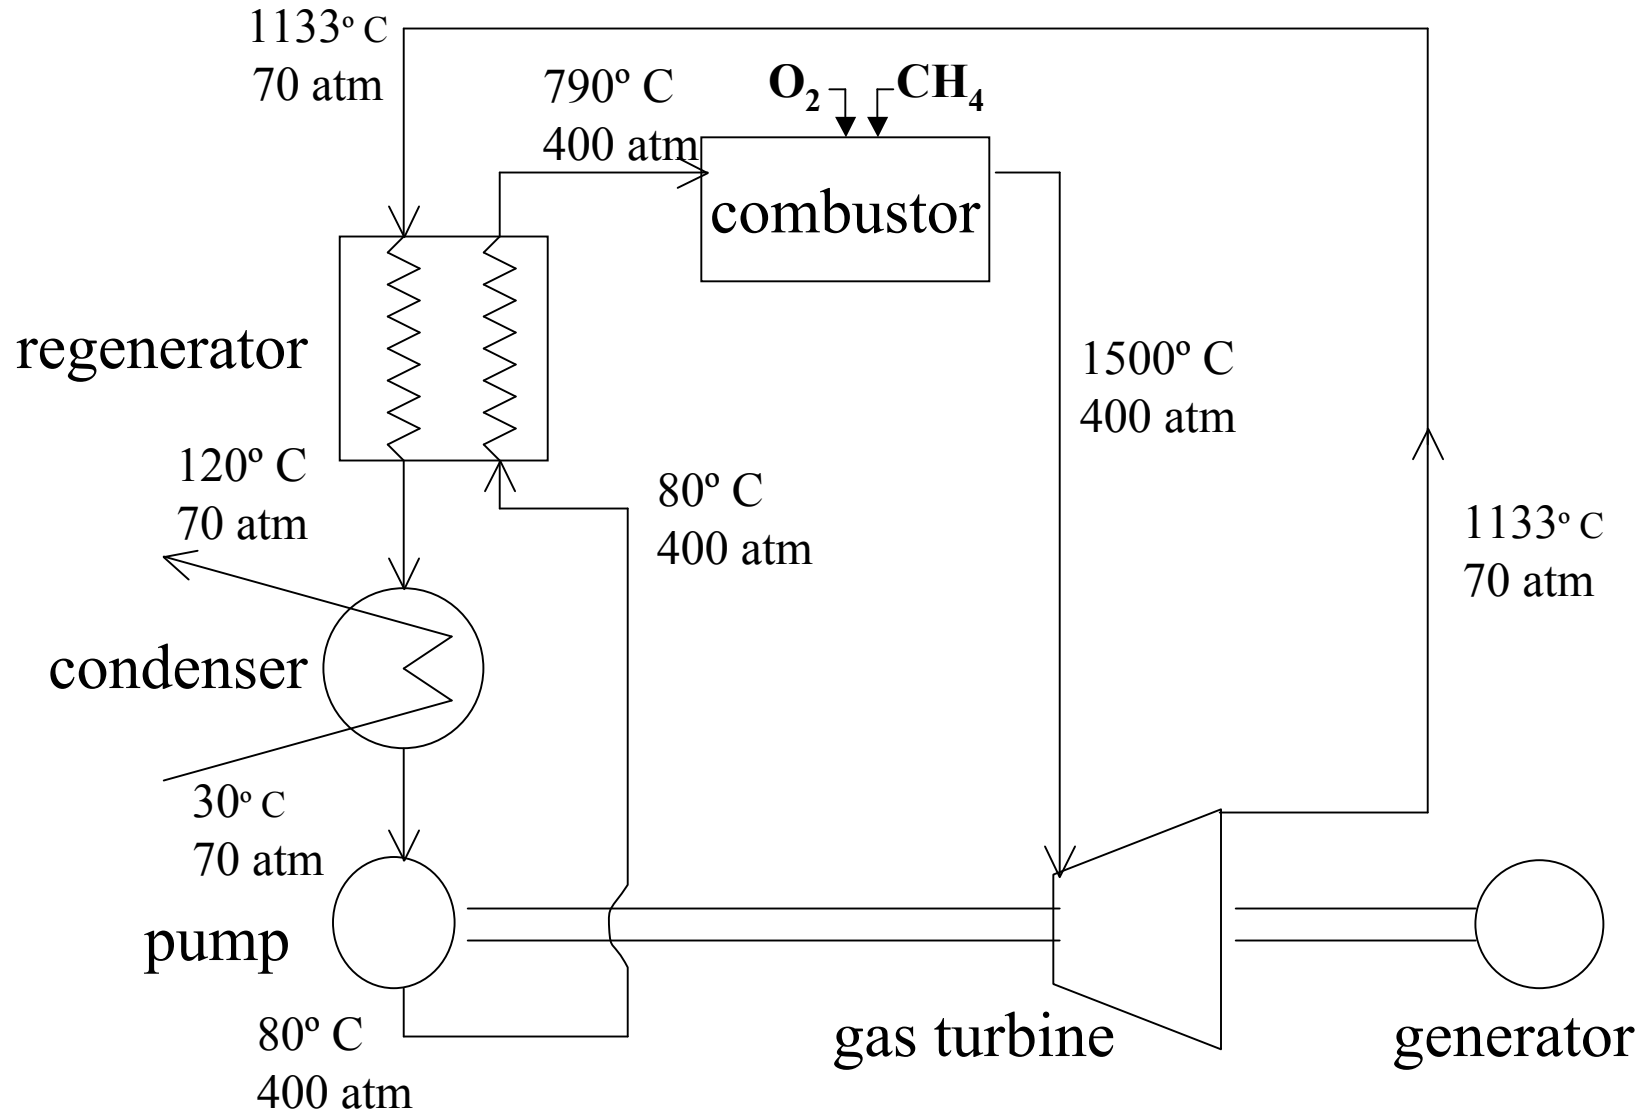 1133º C
70 atm
790º C
400 atm
O2
CH4
combustor
regenerator
1500º C
400 atm
120º C
70 atm
80º C
400 atm
1133º C
70 atm
condenser
30º C
70 atm
pump
80º C
400 atm
gas turbine
generator